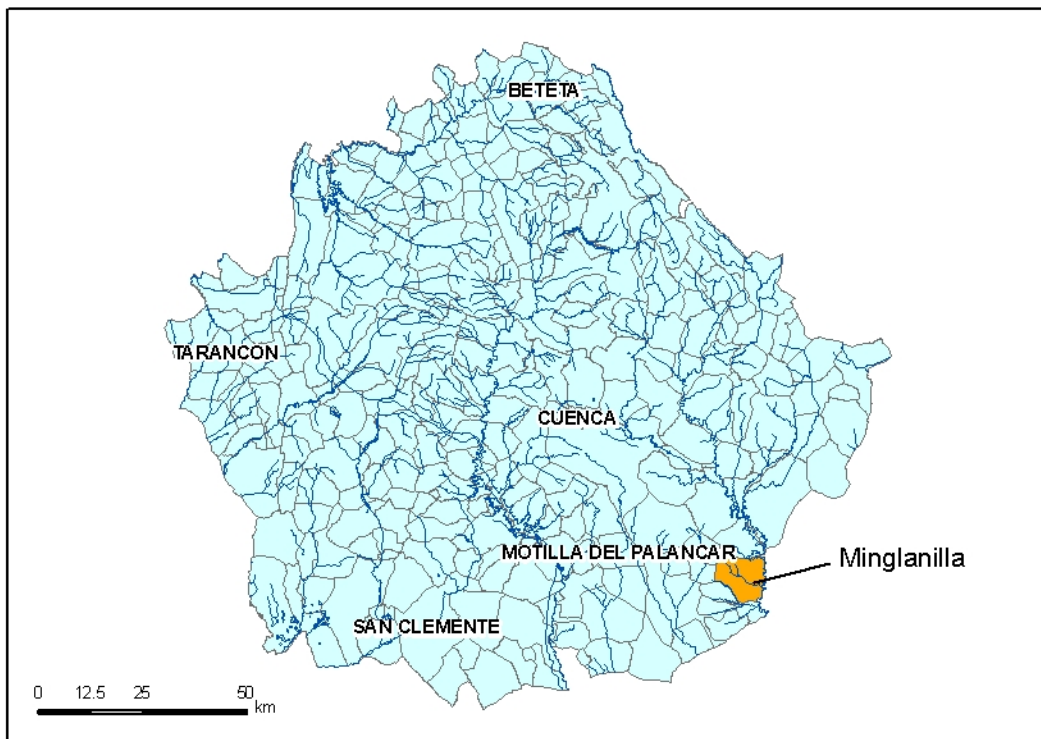 BETETA
TARANCON
CUENCA
MOTILLA DEL PALANCAR
Minglanilla
SAN CLEMENTE
0 12.5 25 50
km